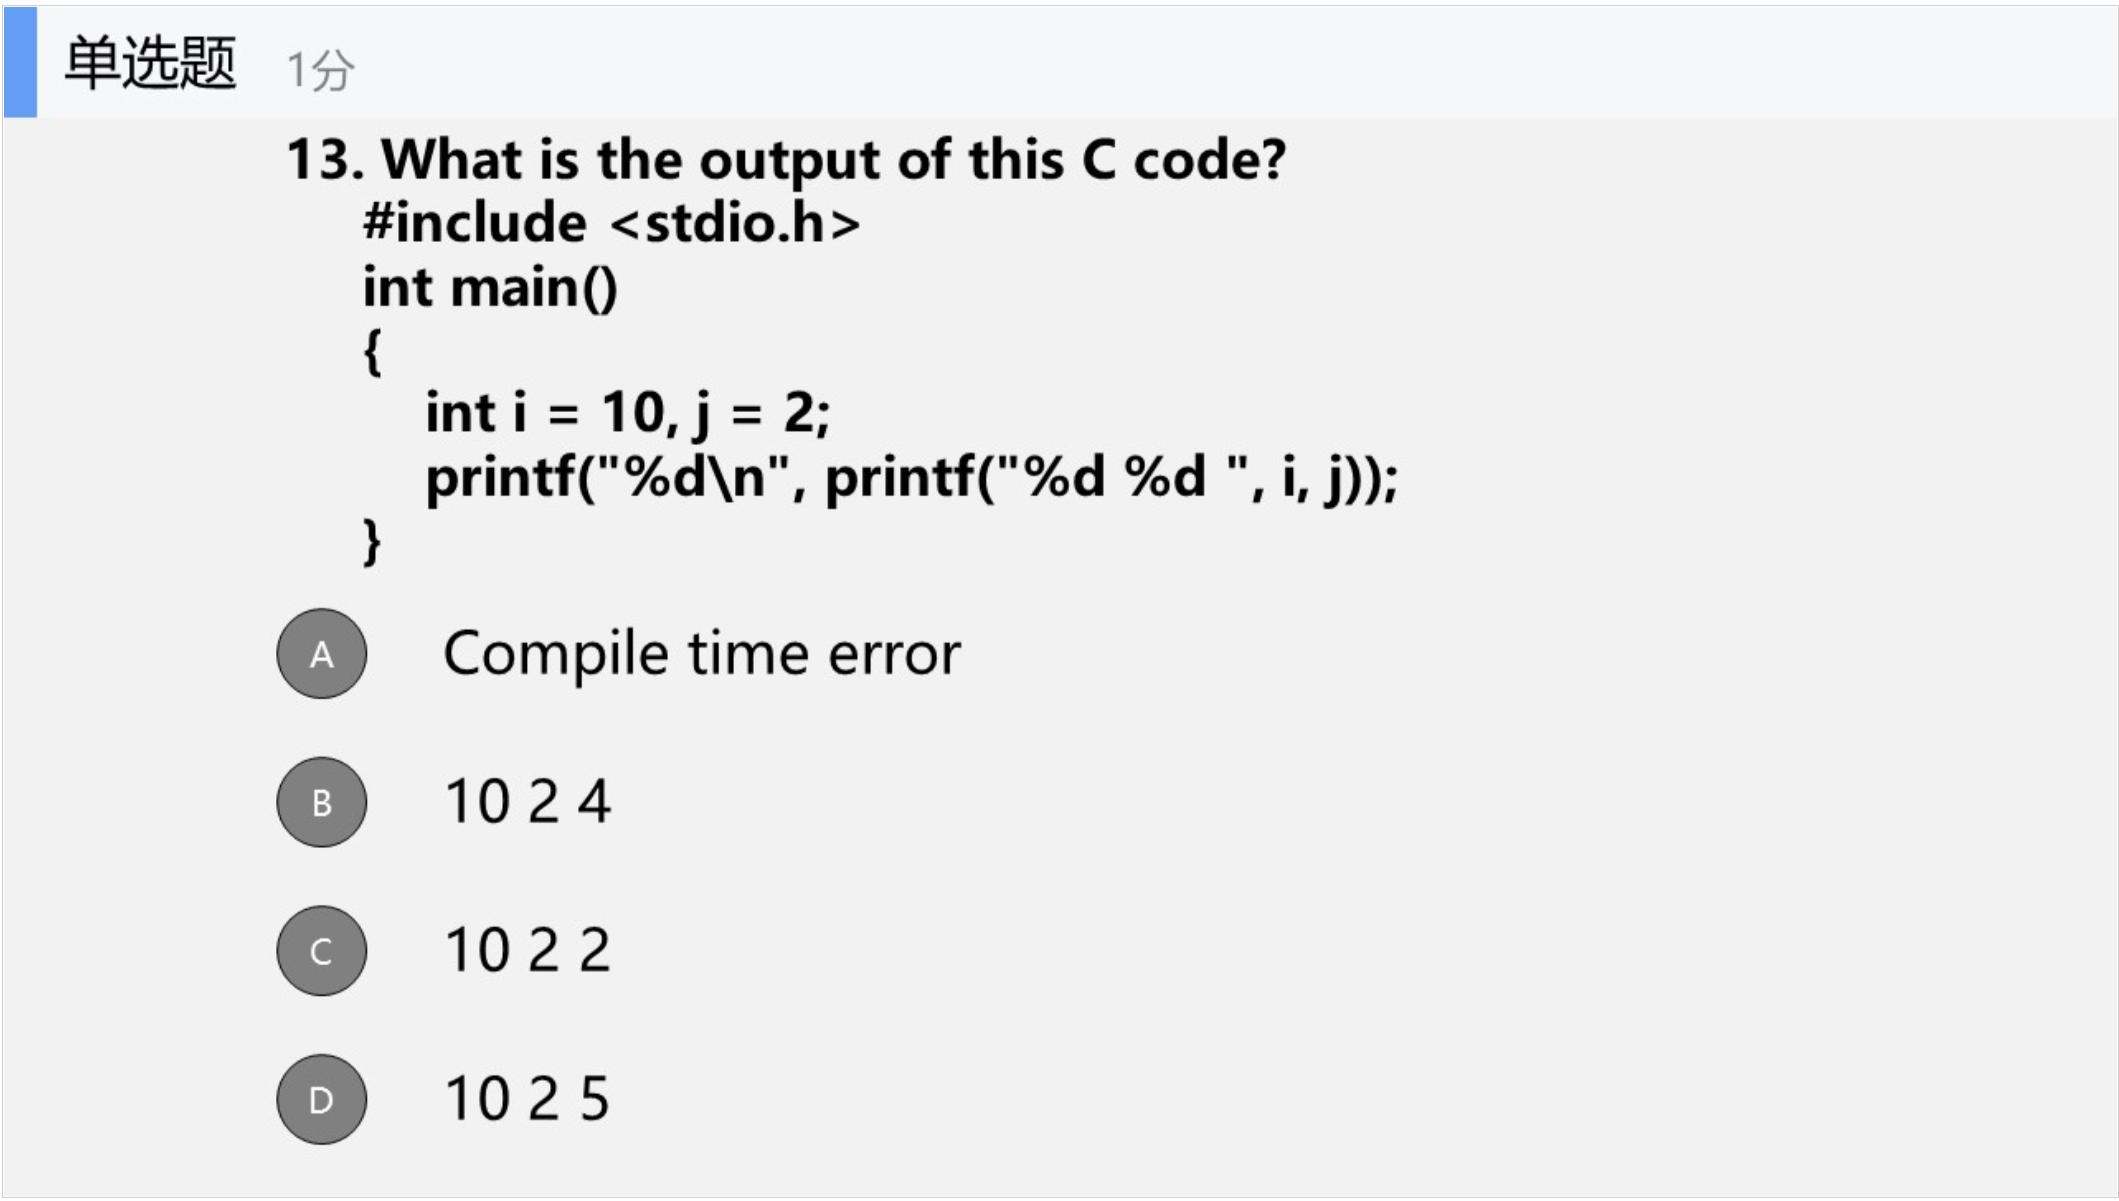 单选题 1分
13. What is the output of this C code?
#include <stdio.h>
int main()
{
int i = 10, j = 2;
printf("%d\n", printf("%d %d ", i, j));
}
A Compile time error
B 10 2 4
C 10 2 2
D 10 2 5